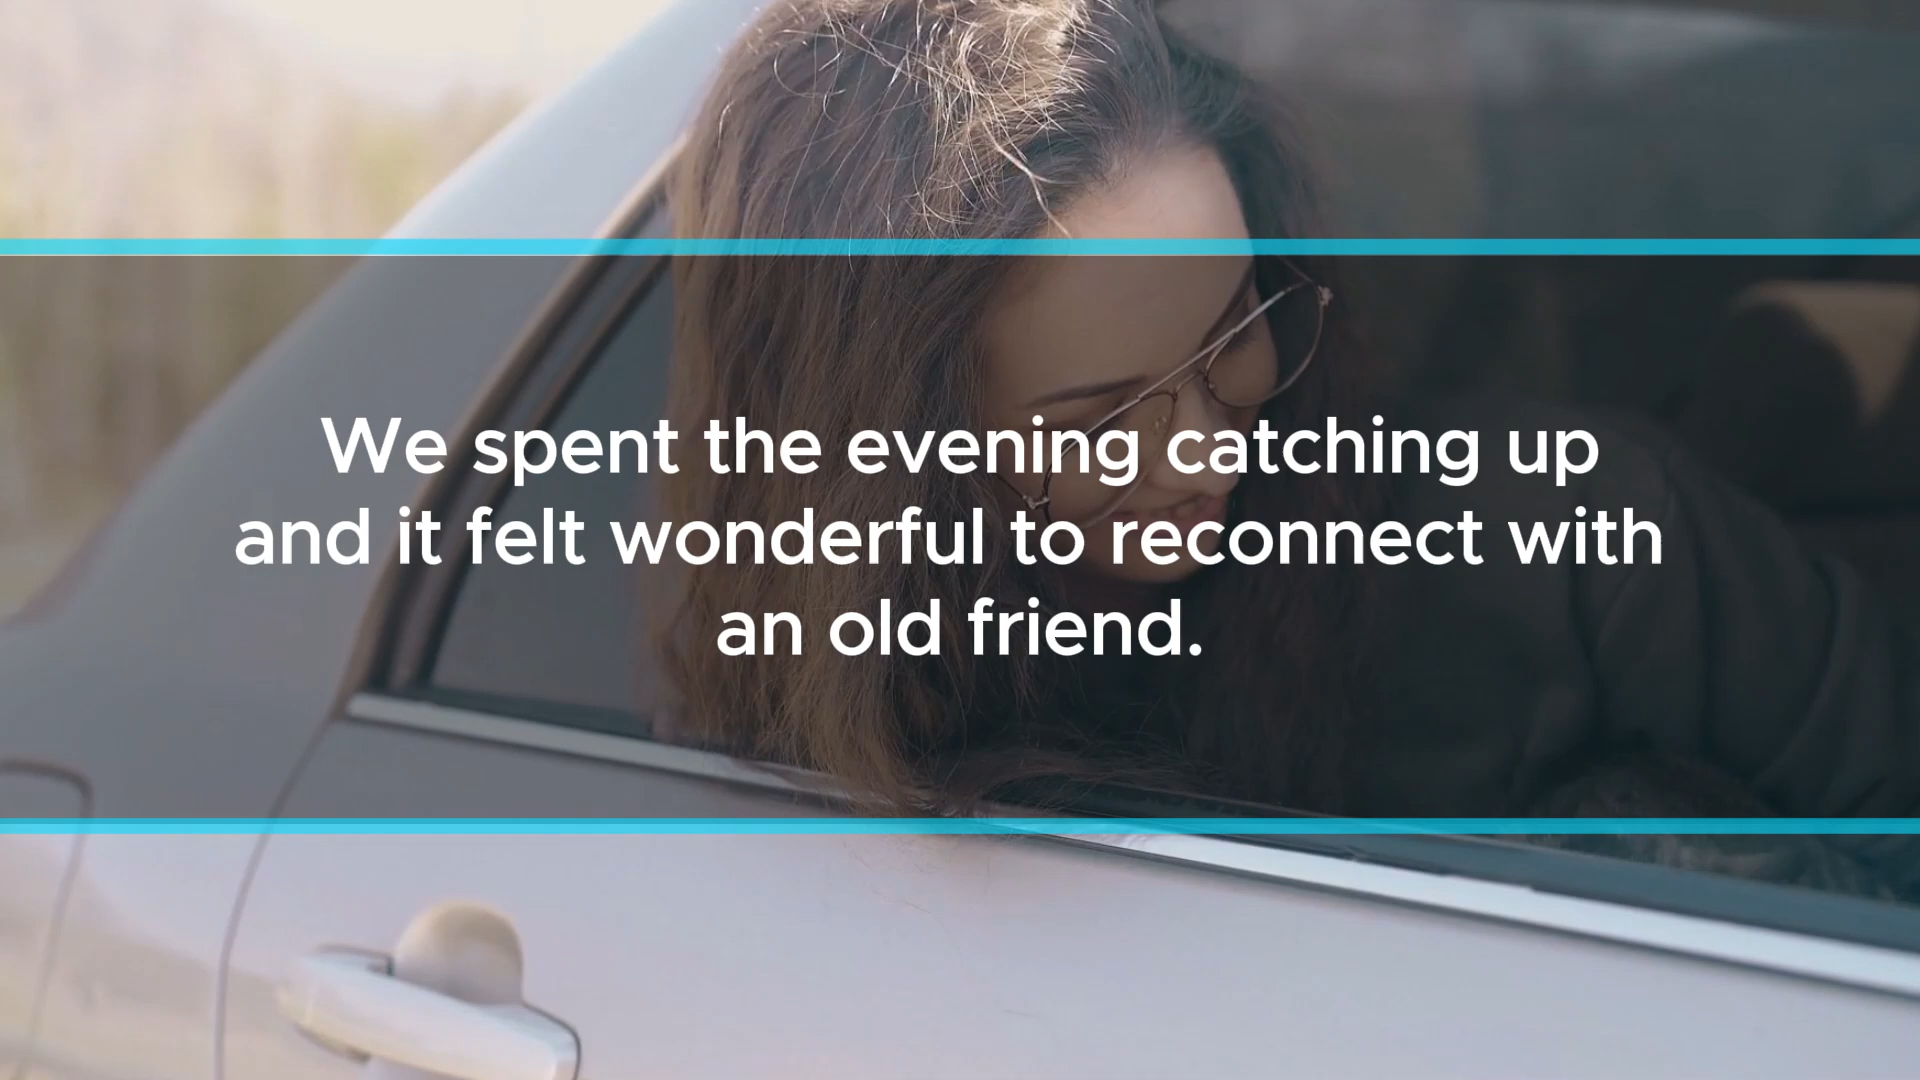 We spent the evening catching up
and it felt wonderful to reconnect with
an old friend.